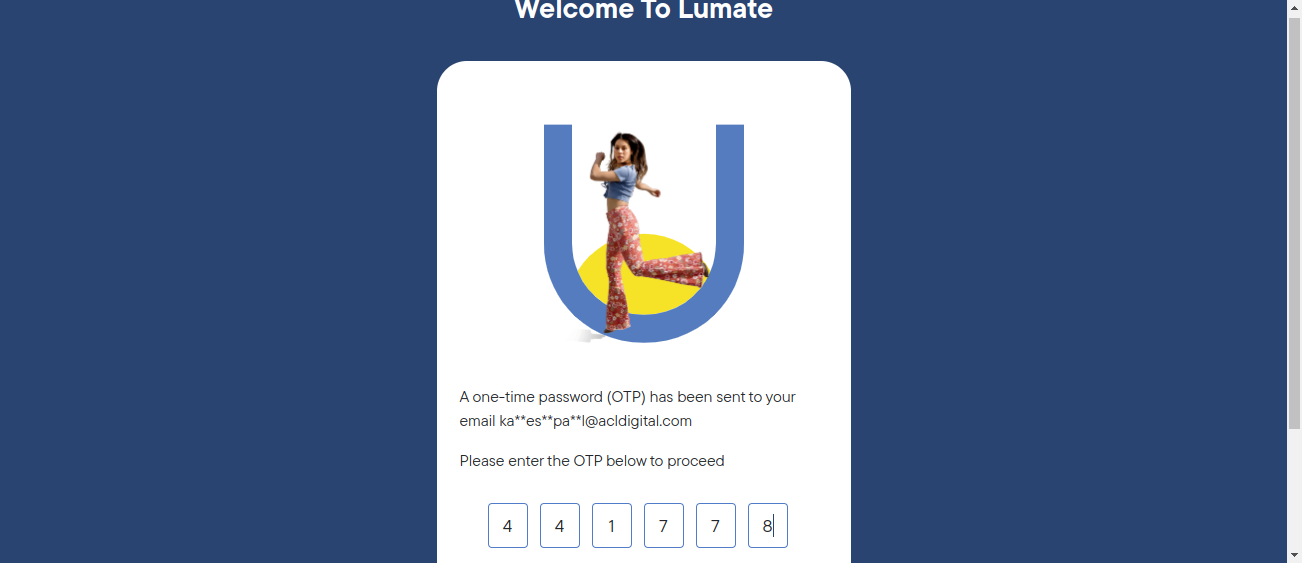 Welcome To Lumate
A one-time password (OTP) has been sent to your
email ka**es**pa**l@acldigital.com
Please enter the OTP below to proceed
4 4 1 7 7 8